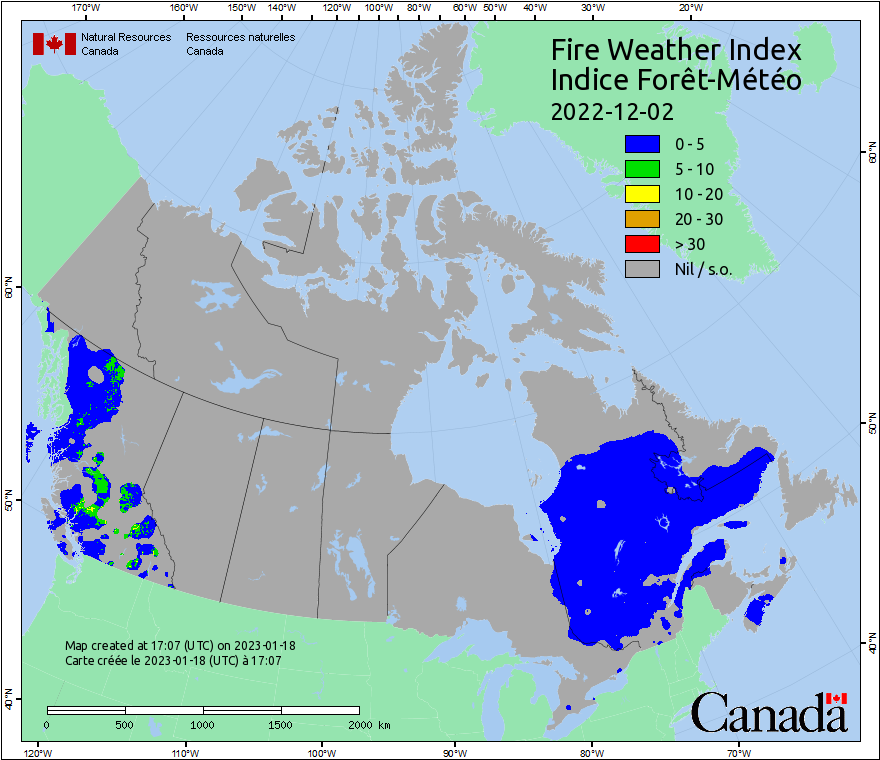 170°W 160°W 150°W 140°W 130°W 120°W 110°W 100°W 90°W 80°W 60°W 50°W 40°W 30°W 20°W
Natural Resources Ressources naturelles
Canada Canada
Fire Weather Index
Indice Forêt-Météo
2022-12-02
0 - 5
5 - 10
10 - 20
20 - 30
> 30
Nil / s.o.
60°N
60°N
50°N
50°N
40°N
40°N
Map created at 17:07 (UTC) on 2023-01-18
Carte créée le 2023-01-18 (UTC) à 17:07
0 500 1000 1500 2000 km
Canada
120°W 110°W 100°W 90°W 80°W 70°W